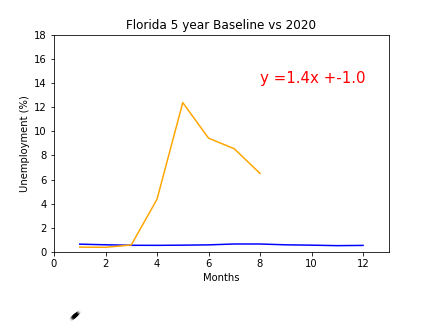 Florida 5 year Baseline vs 2020
y =1.4x +-1.0
Unemployment (%)
18
16
14
12
10
8
6
4
2
0
0 2 4 6 8 10 12
Months